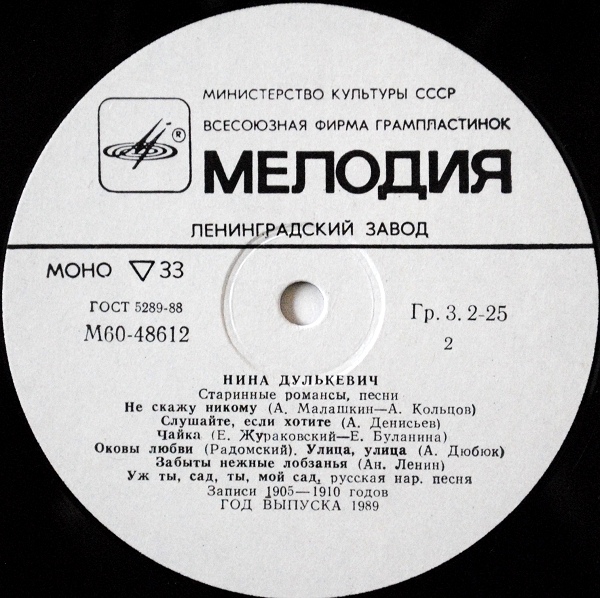 МИНИСТЕРСТВО КУЛЬТУРЫ СССР
®
ВСЕСОЮЗНАЯ ФИРМА ГРАМПЛАСТИНОК
МЕЛОДИЯ
ЛЕНИНГРАДСКИЙ ЗАВОД
МОНО ▽ 33
ГОСТ 5289-88
М60-48612
Гр. 3. 2-25
2
НИНА ДУЛЬКЕВИЧ
Старинные романсы, песни
Не скажу никому (А. Малашкин—А. Кольцов)
Слушайте, если хотите (А. Денисьев)
Чайка (Е. Жураковский—Е. Буланина)
Оковы любви (Радомский). Улица, улица (А. Дюбюк)
Забыты нежные лобзанья (Ан. Ленин)
Уж ты, сад, ты, мой сад, русская нар. песня
Записи 1905—1910 годов
ГОД ВЫПУСКА 1989